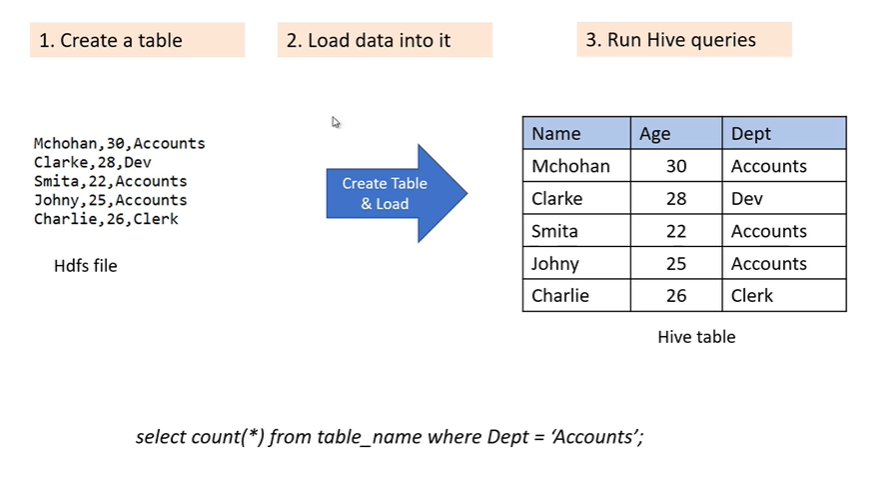 1. Create a table
2. Load data into it
3. Run Hive queries
Mchohan,30,Accounts
Clarke,28,Dev
Smita,22,Accounts
Johny,25,Accounts
Charlie,26,Clerk
Hdfs file
Create Table
& Load
Name Age Dept
Mchohan 30 Accounts
Clarke 28 Dev
Smita 22 Accounts
Johny 25 Accounts
Charlie 26 Clerk
Hive table
select count(*) from table_name where Dept = ‘Accounts’;